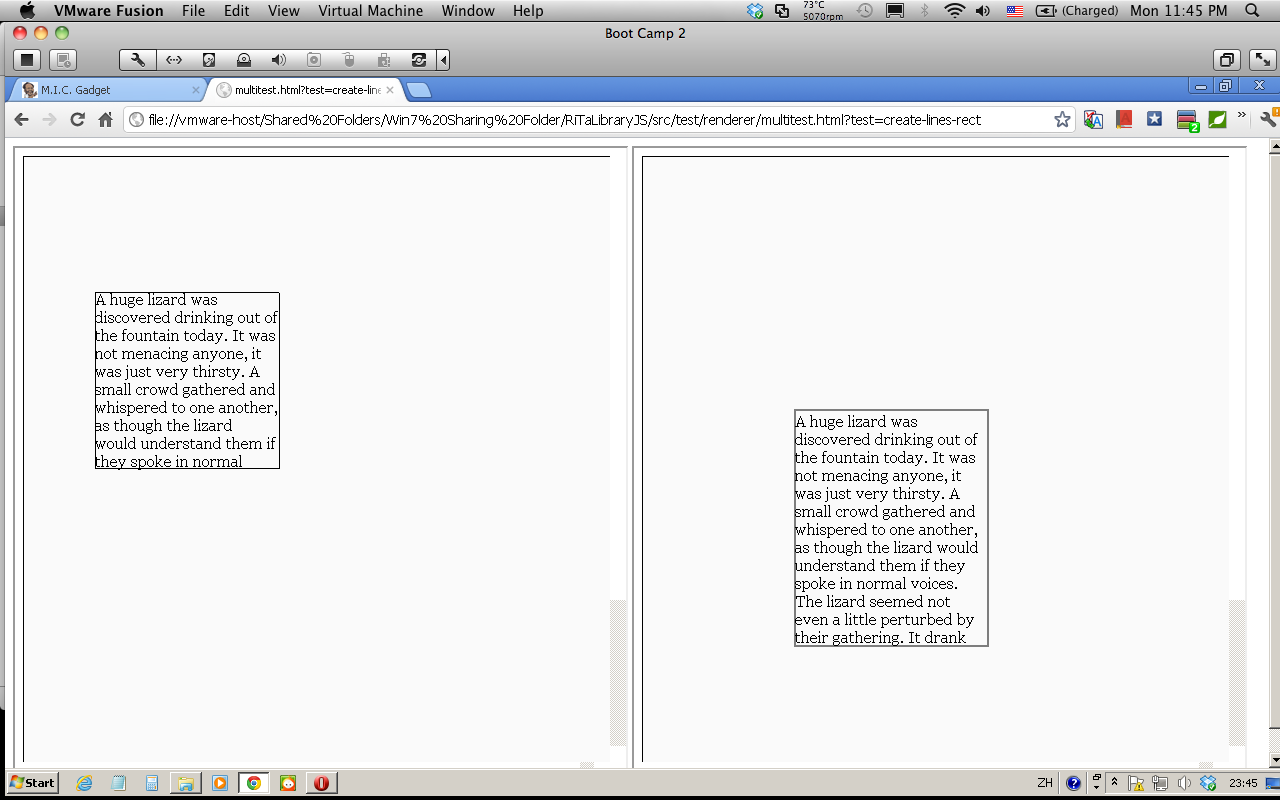 VMware Fusion File Edit View Virtual Machine Window Help 73°C 5070rpm (Charged) Mon 11:45 PM
Boot Camp 2
M.I.C. Gadget multitest.html?test=create-line
file://vmware-host/Shared%20Folders/Win7%20Sharing%20Folder/RiTaLibraryJS/src/test/renderer/multitest.html?test=create-lines-rect
2
A huge lizard was
discovered drinking out of
the fountain today. It was
not menacing anyone, it
was just very thirsty. A
small crowd gathered and
whispered to one another,
as though the lizard
would understand them if
they spoke in normal
A huge lizard was
discovered drinking out of
the fountain today. It was
not menacing anyone, it
was just very thirsty. A
small crowd gathered and
whispered to one another,
as though the lizard would
understand them if they
spoke in normal voices.
The lizard seemed not
even a little perturbed by
their gathering. It drank
Start ZH 23:45